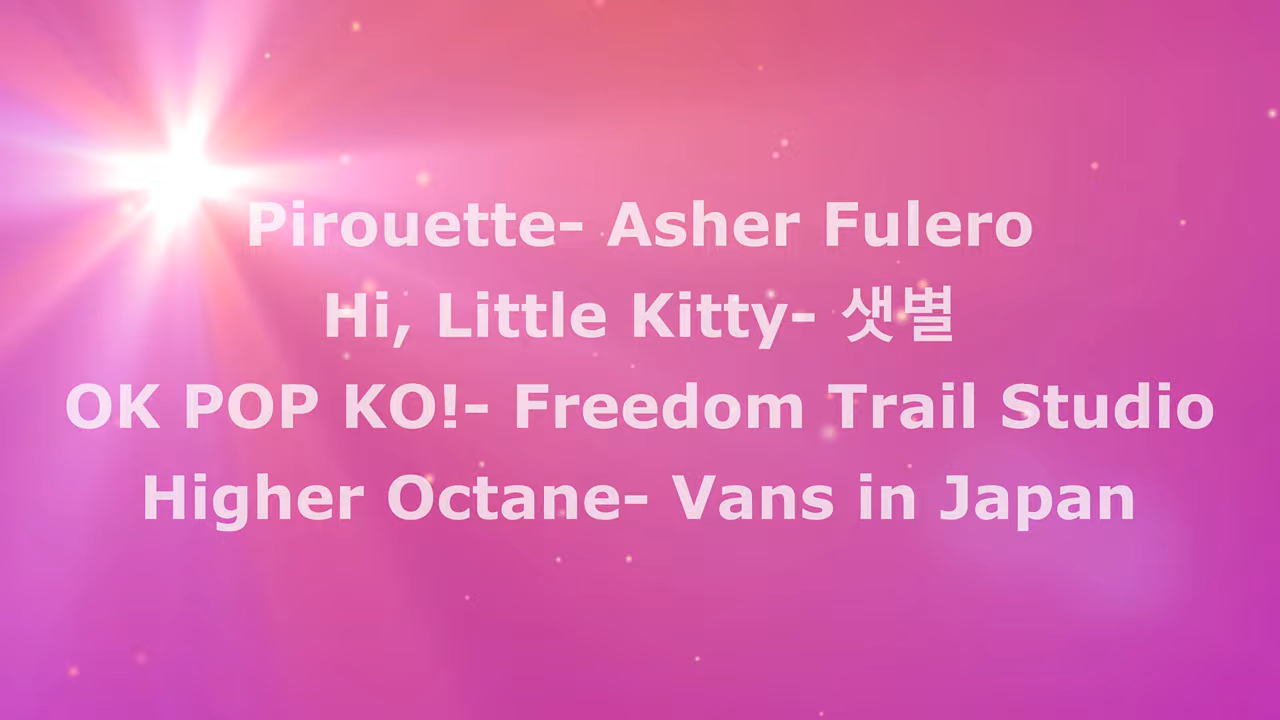 Pirouette- Asher Fulero
Hi, Little Kitty- 샛별
OK POP KO!- Freedom Trail Studio
Higher Octane- Vans in Japan